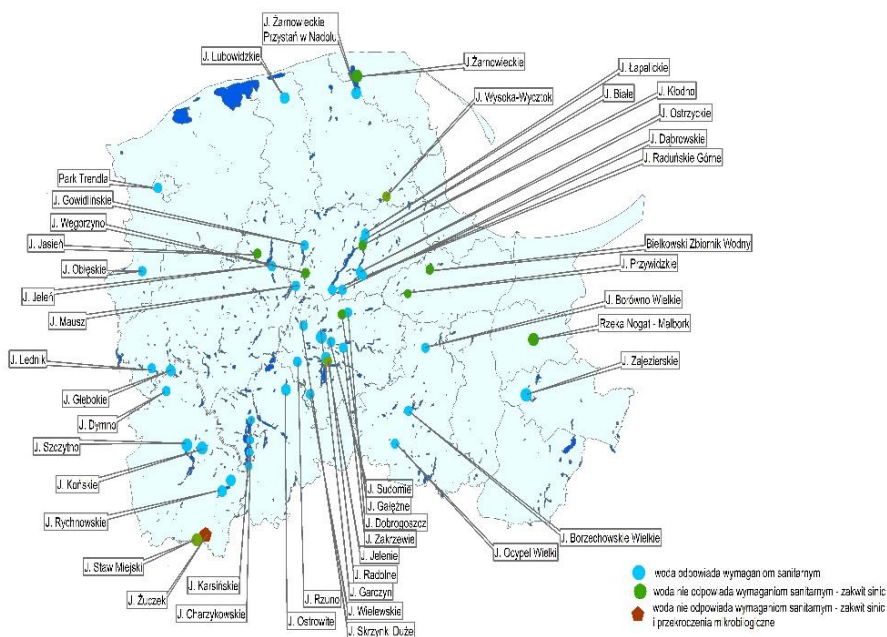 J. Żarnowieckie
Przystań w Nadolu
J. Lubowidzkie
J.Żarnowieckie
J. Wysoka-Wycztok
J. Łapalickie
J. Białe
J. Kłodno
J. Ostrzyckie
J. Dąbrowskie
J. Raduńskie Górne
Park Trendla
J. Gowidlińskie
J. Węgorzyno
J. Jasień
J. Obłęskie
J. Jeleń
J. Mausz
Bielkowski Zbiornik Wodny
J. Przywidzkie
J. Borówno Wielkie
Rzeka Nogat - Malbork
J. Zajezierskie
J. Lednik
J. Głębokie
J. Dymno
J. Szczytno
J. Końskie
J. Rychnowskie
J. Staw Miejski
J. Żuczek
J. Karsińskie
J. Charzykowskie
J. Ostrowite
J. Rzuno
J. Sudomie
J. Gałęźne
J. Dobrogoszcz
J. Zakrzewie
J. Jelenie
J. Radolne
J. Garczyn
J. Wielewskie
J. Skrzynki Duże
J. Ocypel Wielki
J. Borzechowskie Wielkie
woda odpowiada wymaganiom sanitarnym
woda nie odpowiada wymaganiom sanitarnym - zakwit sinic
woda nie odpowiada wymaganiom sanitarnym - zakwit sinic
i przekroczenia mikrobiologiczne